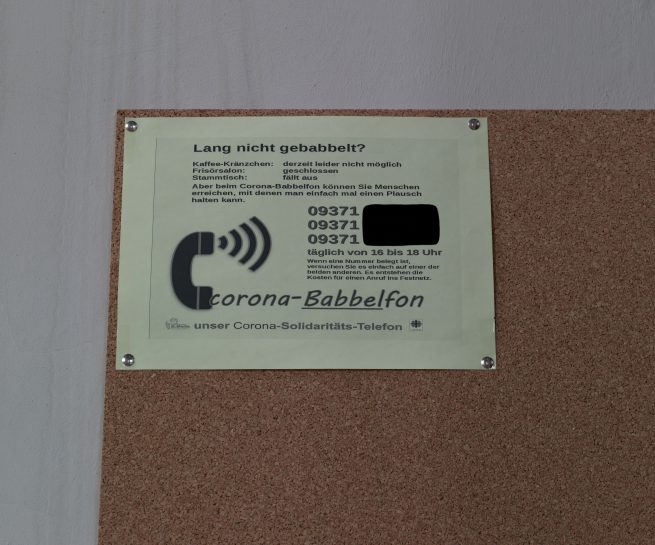 Lang nicht gebabbelt?
Kaffee-Kränzchen: derzeit leider nicht möglich
Frisörsalon: geschlossen
Stammtisch: fällt aus
Aber beim Corona-Babbelfon können Sie Menschen
erreichen, mit denen man einfach mal einen Plausch
halten kann.
09371
09371
09371
täglich von 16 bis 18 Uhr
Wenn eine Nummer belegt ist,
versuchen Sie es einfach auf einer der
beiden anderen. Es entstehen die
Kosten für einen Anruf ins Festnetz.
corona-Babbelfon
unser Corona-Solidaritäts-Telefon